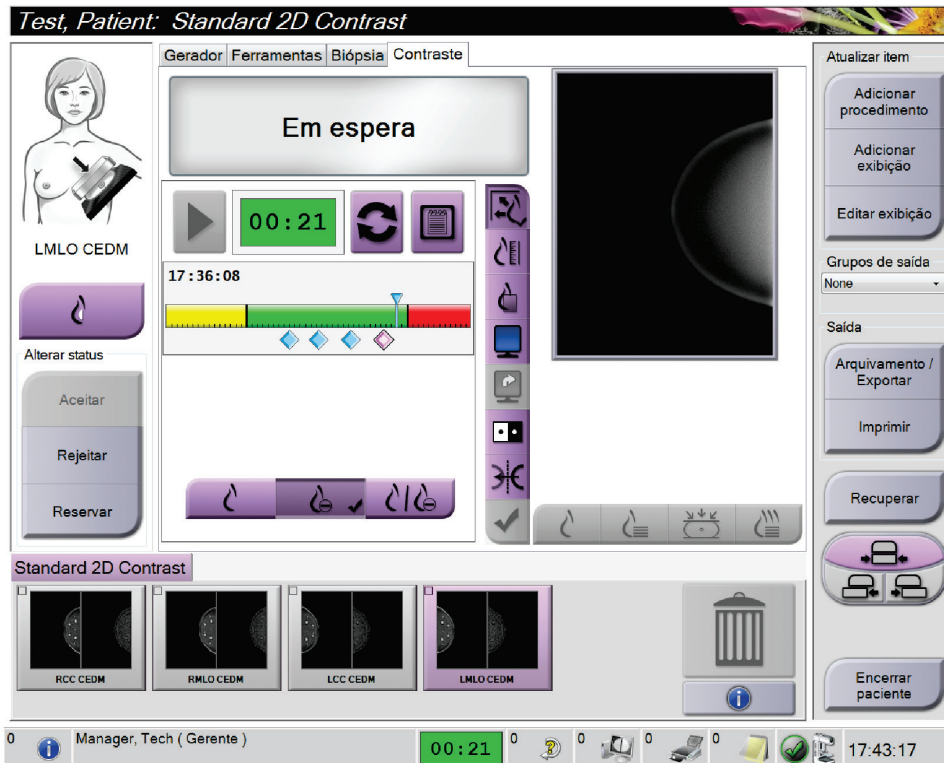 Test, Patient: Standard 2D Contrast
Gerador Ferramentas Biópsia Contraste
Em espera
00:21
17:36:08
LMLO CEDM
Alterar status
Aceitar
Rejeitar
Reservar
Atualizar item
Adicionar
procedimento
Adicionar
exibição
Editar exibição
Grupos de saída
None
Saída
Arquivamento /
Exportar
Imprimir
Recuperar
Encerrar
paciente
Standard 2D Contrast
RCC CEDM
RMLO CEDM
LCC CEDM
LMLO CEDM
0
Manager, Tech ( Gerente )
00:21
0
0
0
0
17:43:17